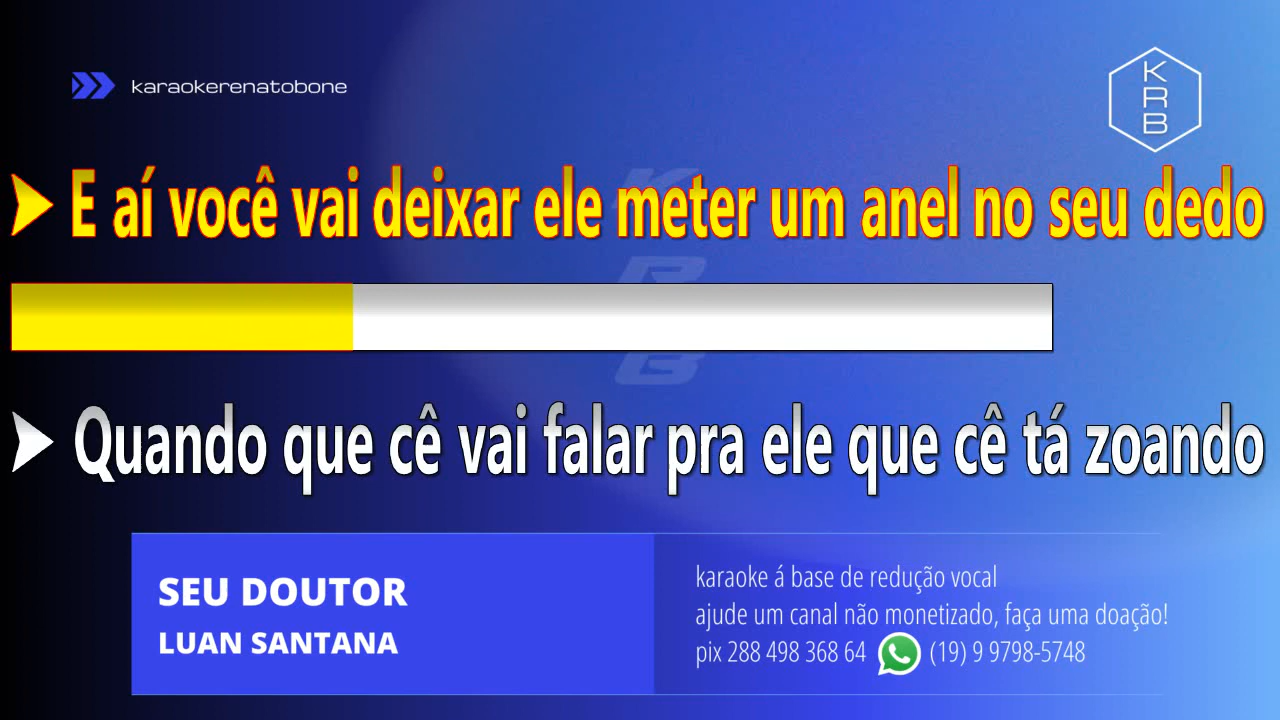 karaokerenatobone
K
R
B
E aí você vai deixar ele meter um anel no seu dedo
K
R
B
Quando que cê vai falar pra ele que cê tá zoando
SEU DOUTOR
LUAN SANTANA
karaoke á base de redução vocal
ajude um canal não monetizado, faça uma doação!
pix 288 498 368 64 (19) 9 9798-5748